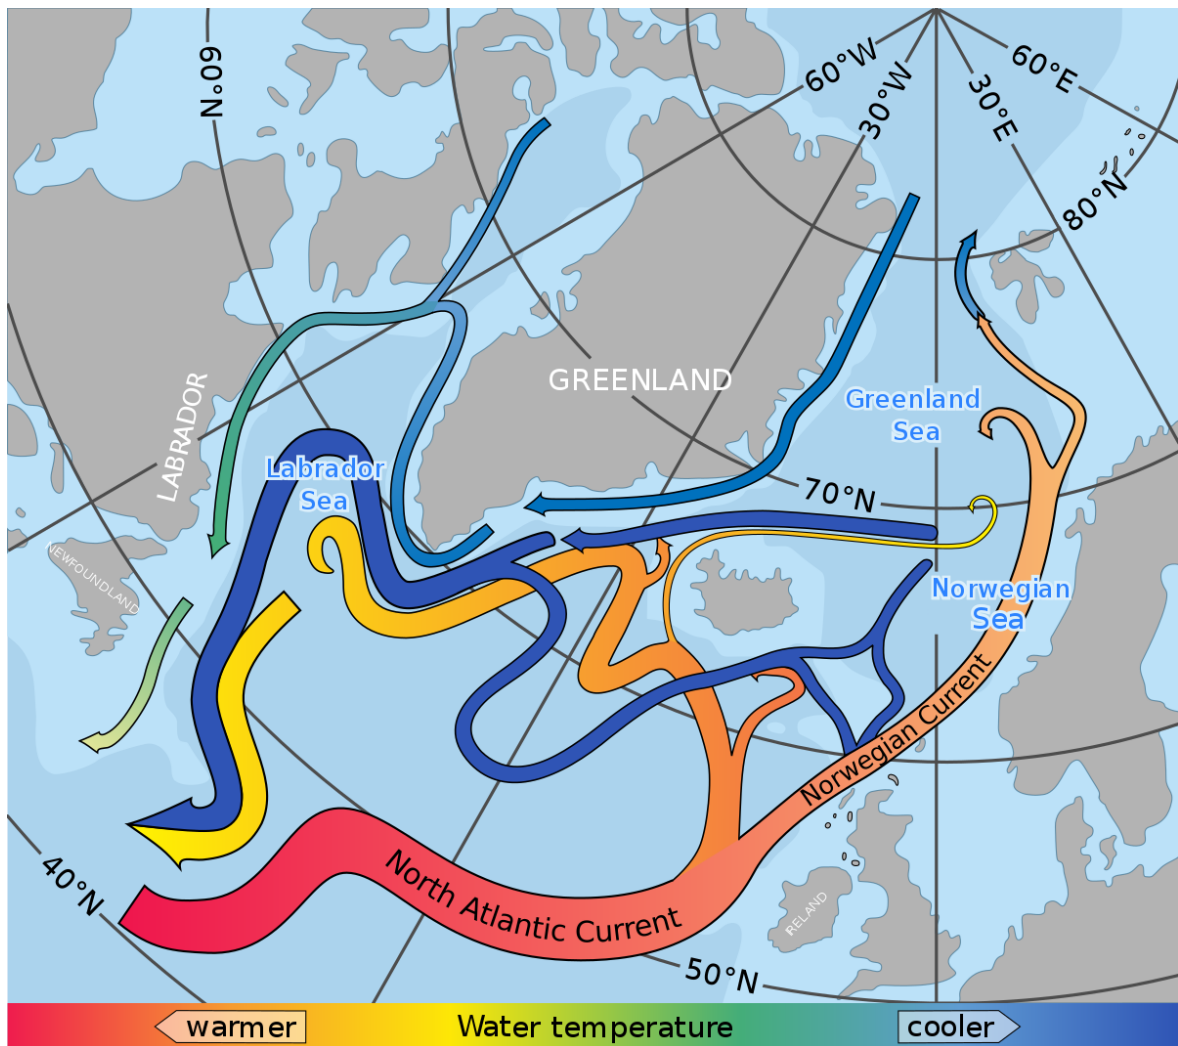 60°N
60°W
30°W
30°E
60°E
80°N
GREENLAND
Greenland
Sea
LABRADOR
Labrador
Sea
70°N
NEWFOUNDLAND
Norwegian
Sea
Norwegian Current
North Atlantic Current
40°N
IRELAND
50°N
warmer
Water temperature
cooler